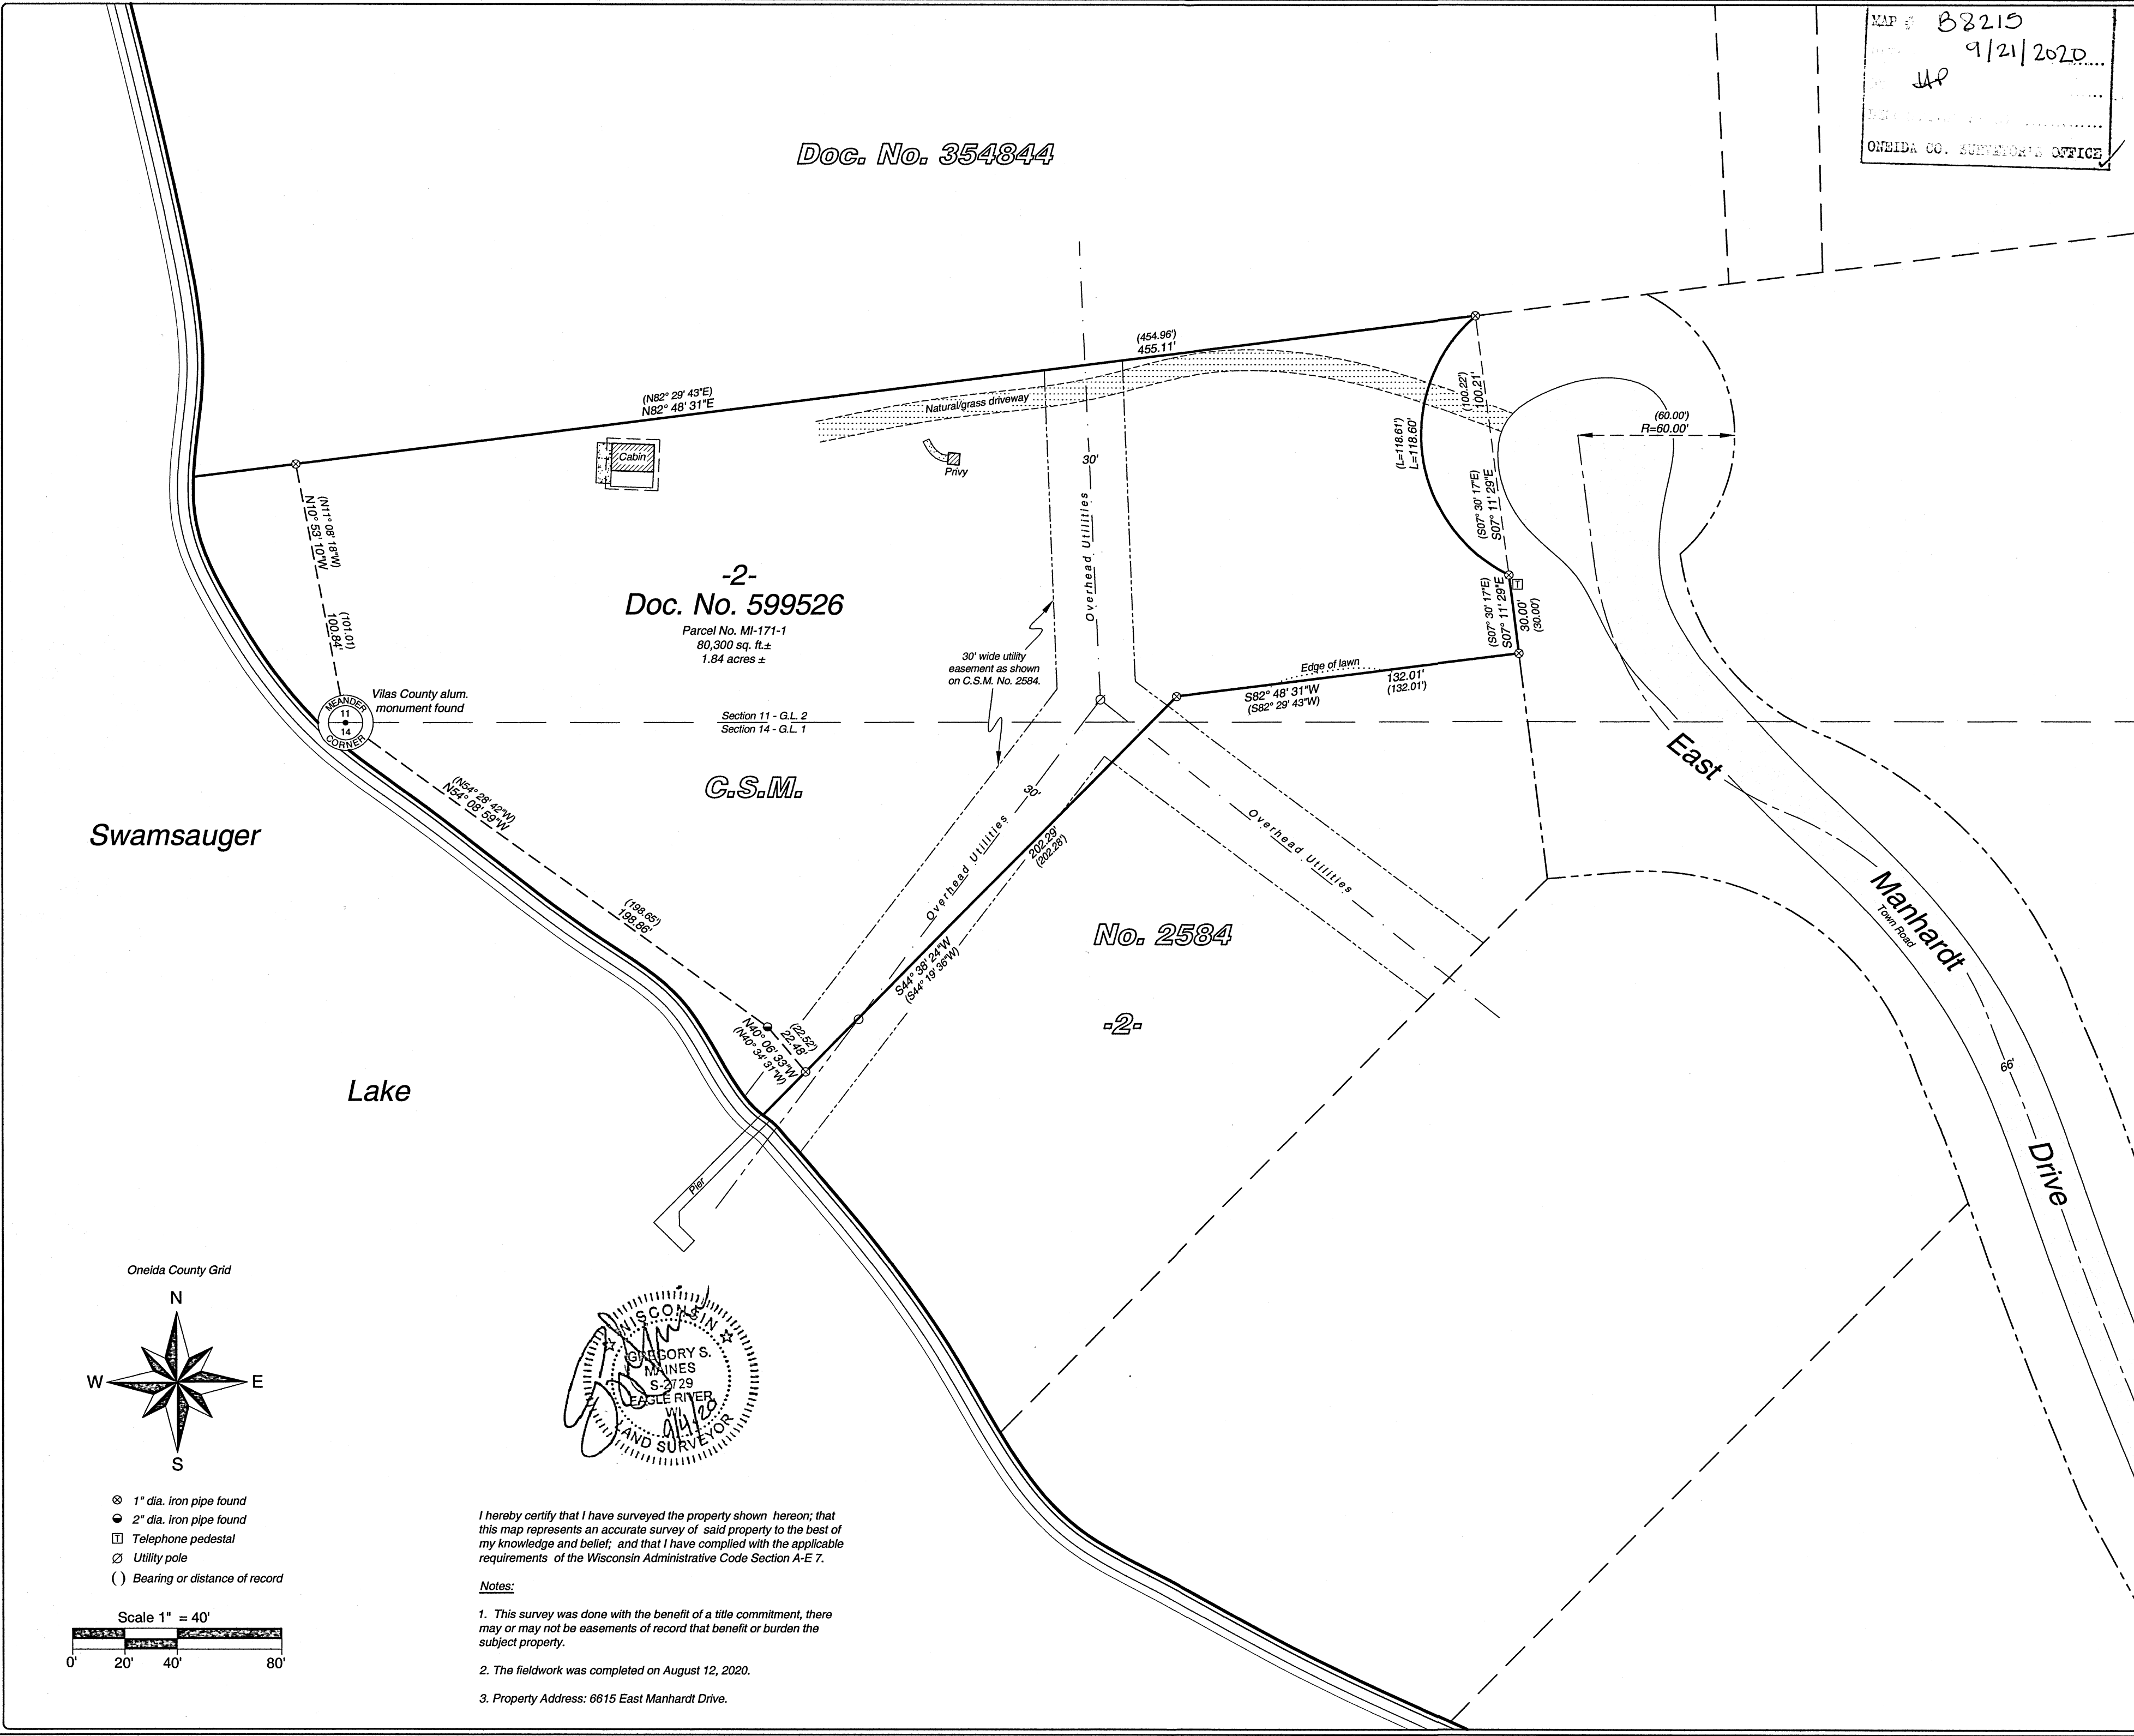 MAP # B8215
9/21/2020
ONEIDA CO. SURVEYOR'S OFFICE
Doc. No. 354844
(454.96')
455.11'
(N82° 29' 43"E)
N82° 48' 31"E
Natural/grass driveway
Cabin
Privy
30'
Overhead Utilities
(100.22')
100.21'
(L=118.61')
L=118.60'
(60.00')
R=60.00'
(S07° 30' 17"E)
S07° 11' 29"E
(S07° 30' 17"E)
S07° 11' 29"E
30.00'
(30.00')
T
(N11° 08' 18"W)
N10° 53' 10"W
(101.01')
100.84'
-2-
Doc. No. 599526
Parcel No. MI-171-1
80,300 sq. ft.±
1.84 acres ±
30' wide utility
easement as shown
on C.S.M. No. 2584.
Edge of lawn
132.01'
(132.01')
S82° 48' 31"W
(S82° 29' 43"W)
Vilas County alum.
monument found
MEANDER
11
14
CORNER
Section 11 - G.L. 2
Section 14 - G.L. 1
C.S.M.
(N54° 28' 42"W)
N54° 08' 59"W
(198.65')
198.86'
30'
Overhead Utilities
202.29'
(202.28')
Overhead Utilities
S44° 38' 24"W
(S44° 19' 36"W)
No. 2584
-2-
(22.52')
22.48'
N40° 06' 33"W
(N40° 34' 31"W)
Pier
Swamsauger
Lake
East
Manhardt
Town Road
66'
Drive
Oneida County Grid
N
W
E
S
WISCONSIN
GREGORY S.
MAINES
S-2729
EAGLE RIVER,
WI
9/4/20
LAND SURVEYOR
1" dia. iron pipe found
2" dia. iron pipe found
T Telephone pedestal
Utility pole
( ) Bearing or distance of record
Scale 1" = 40'
0' 20' 40' 80'
I hereby certify that I have surveyed the property shown hereon; that
this map represents an accurate survey of said property to the best of
my knowledge and belief; and that I have complied with the applicable
requirements of the Wisconsin Administrative Code Section A-E 7.
Notes:
1. This survey was done with the benefit of a title commitment, there
may or may not be easements of record that benefit or burden the
subject property.
2. The fieldwork was completed on August 12, 2020.
3. Property Address: 6615 East Manhardt Drive.